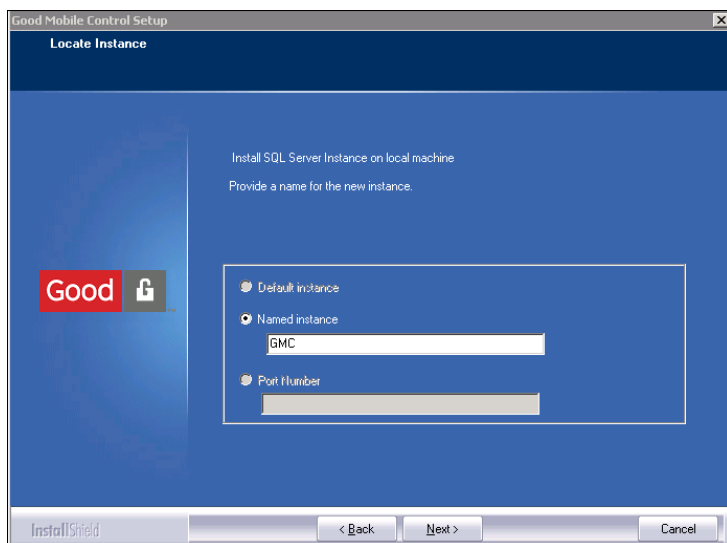 Good Mobile Control Setup
Locate Instance
Install SQL Server Instance on local machine
Provide a name for the new instance.
Good G
Default instance
Named instance
GMC
Port Number
InstallShield
< Back
Next >
Cancel